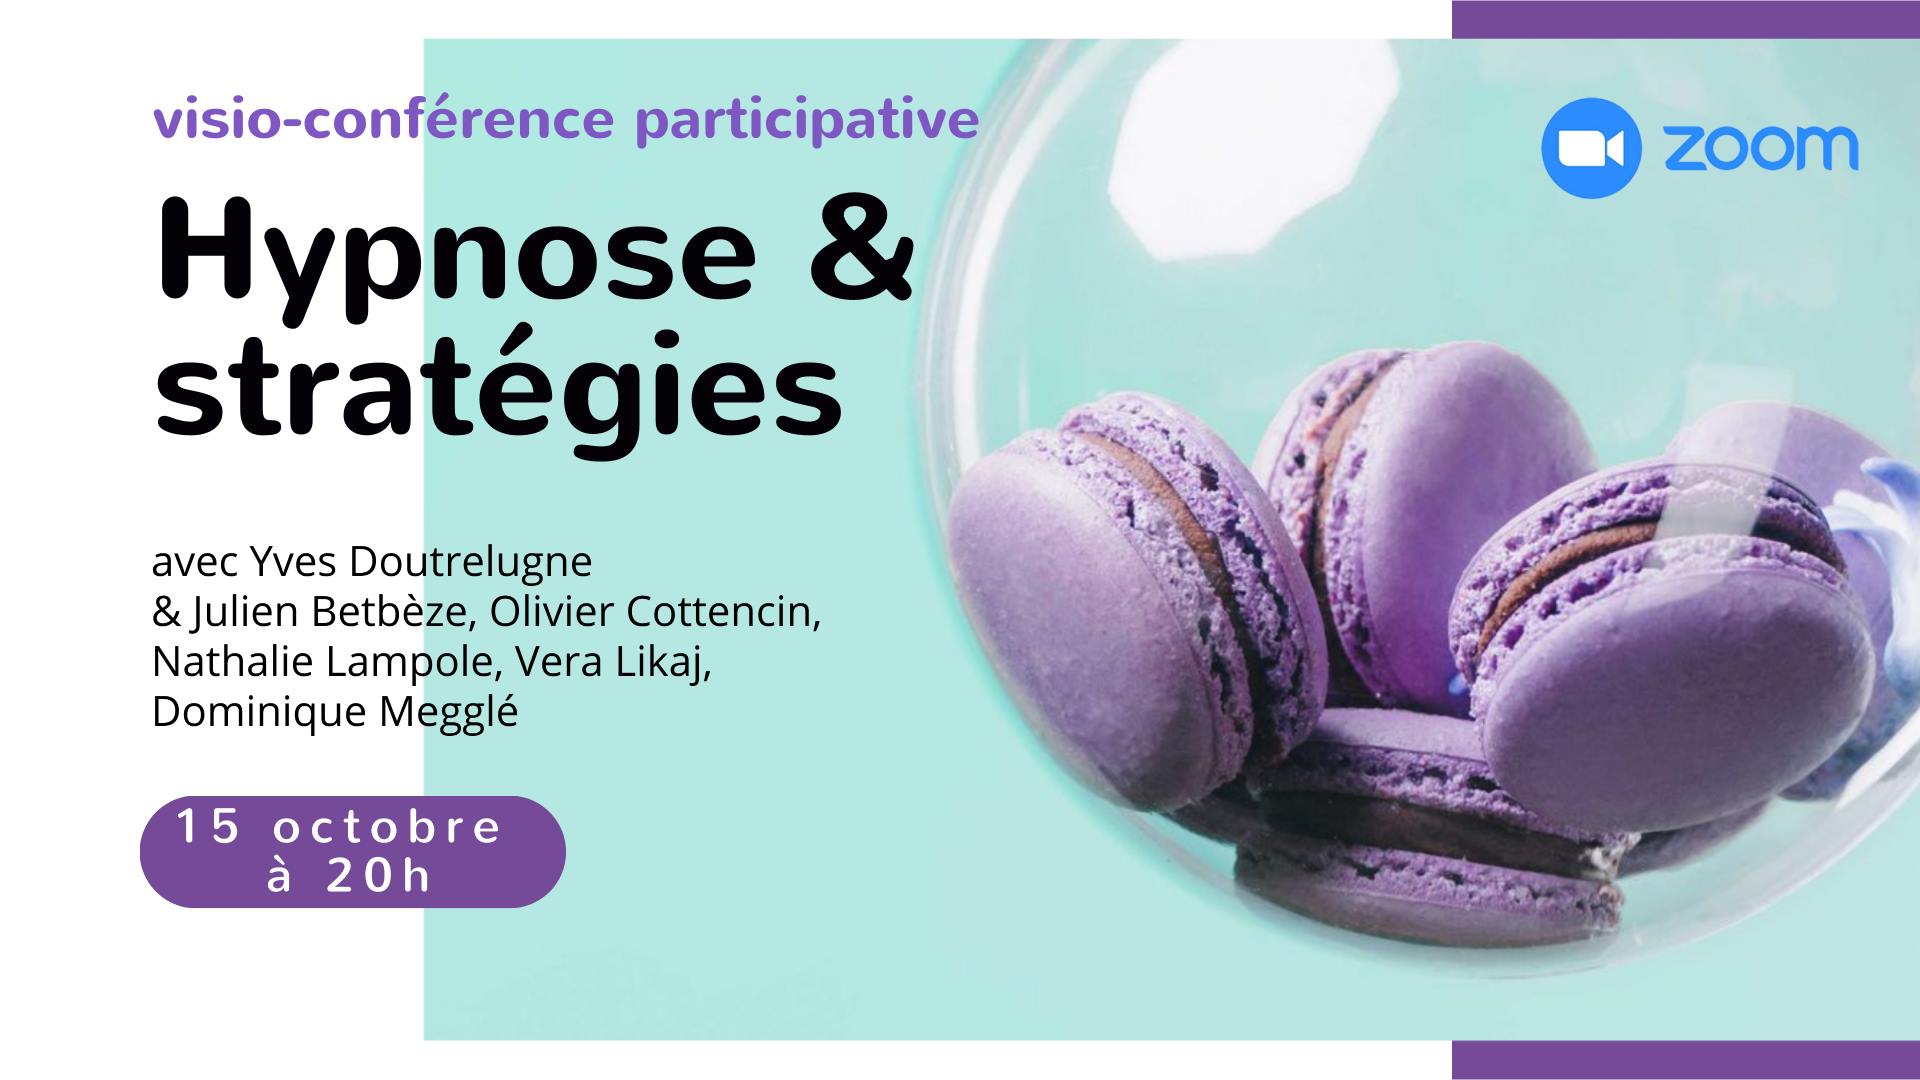 visio-conférence participative
zoom
Hypnose &
stratégies
avec Yves Doutrelugne
& Julien Betbèze, Olivier Cottencin,
Nathalie Lampole, Vera Likaj,
Dominique Megglé
15 octobre
à 20h